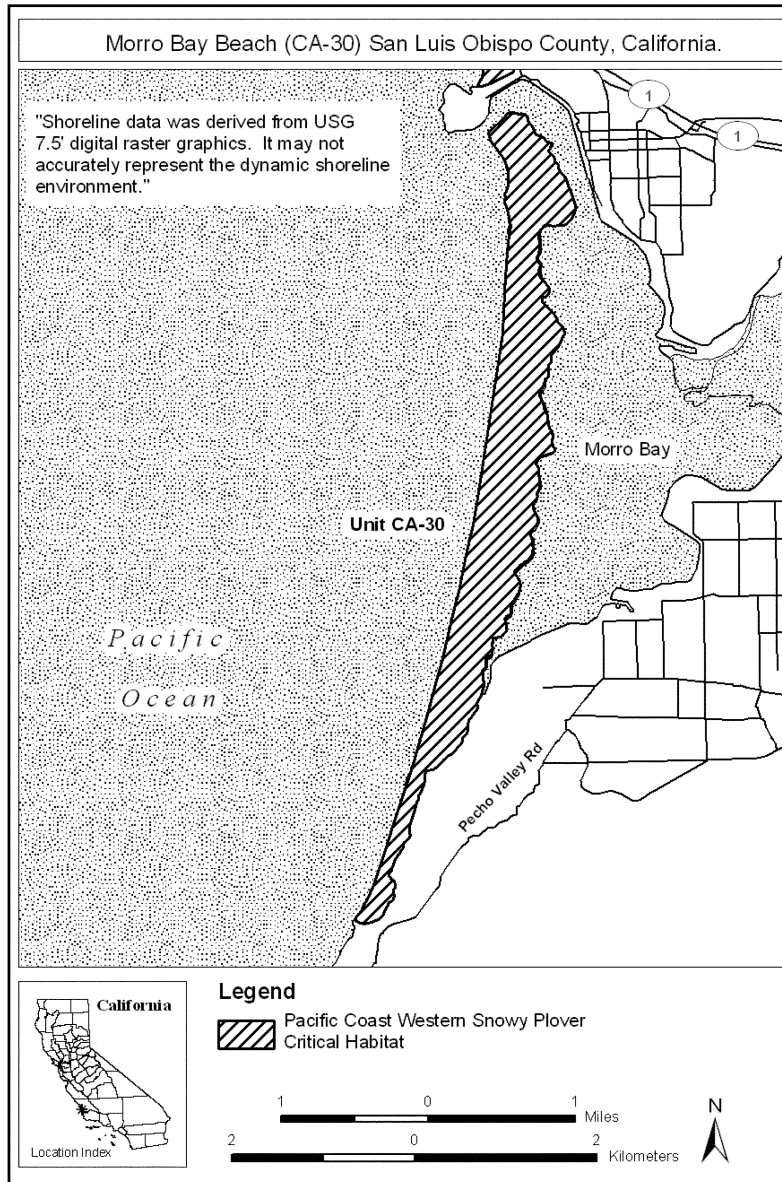 Morro Bay Beach (CA-30) San Luis Obispo County, California.
"Shoreline data was derived from USG
7.5' digital raster graphics.  It may not
accurately represent the dynamic shoreline
environment."
1
1
Morro Bay
Unit CA-30
Pacific
Ocean
Pecho Valley Rd
California
Location Index
Legend
Pacific Coast Western Snowy Plover
Critical Habitat
1 0 1
Miles
2 0 2
Kilometers
N